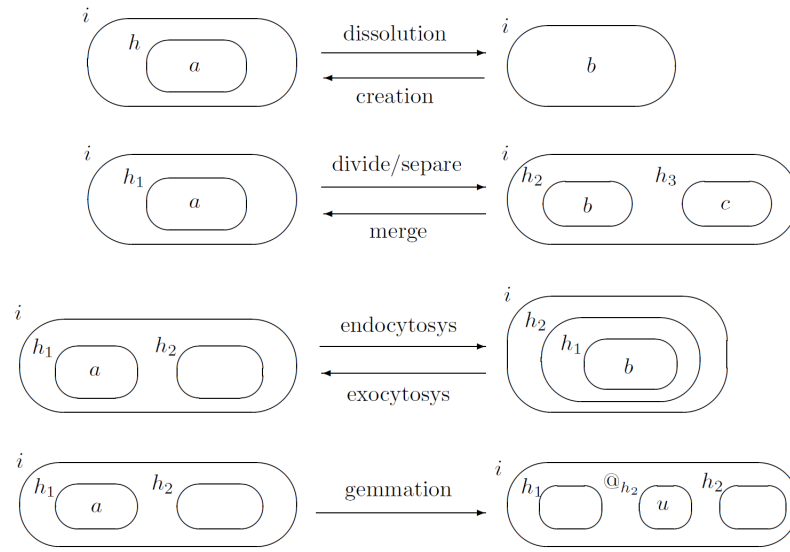 i h a dissolution i b
creation
i h₁ a divide/separe i h₂ b h₃ c
merge
i h₁ a h₂ endocytosys i h₂ h₁ b
exocytosys
i h₁ a h₂ gemmation i h₁ @h₂ u h₂